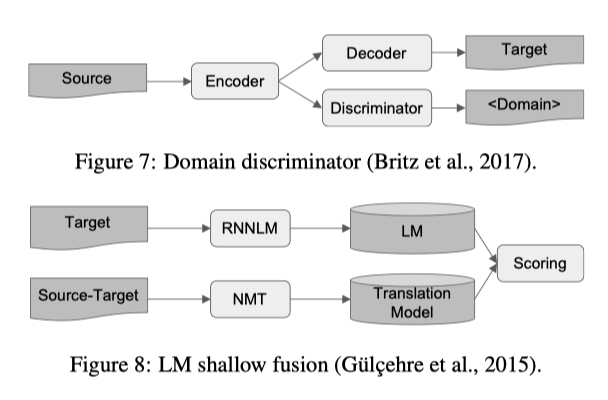 Source
Encoder
Decoder
Target
Discriminator
<Domain>
Figure 7: Domain discriminator (Britz et al., 2017).
Target
RNNLM
LM
Source-Target
NMT
Translation
Model
Scoring
Figure 8: LM shallow fusion (Gülçehre et al., 2015).